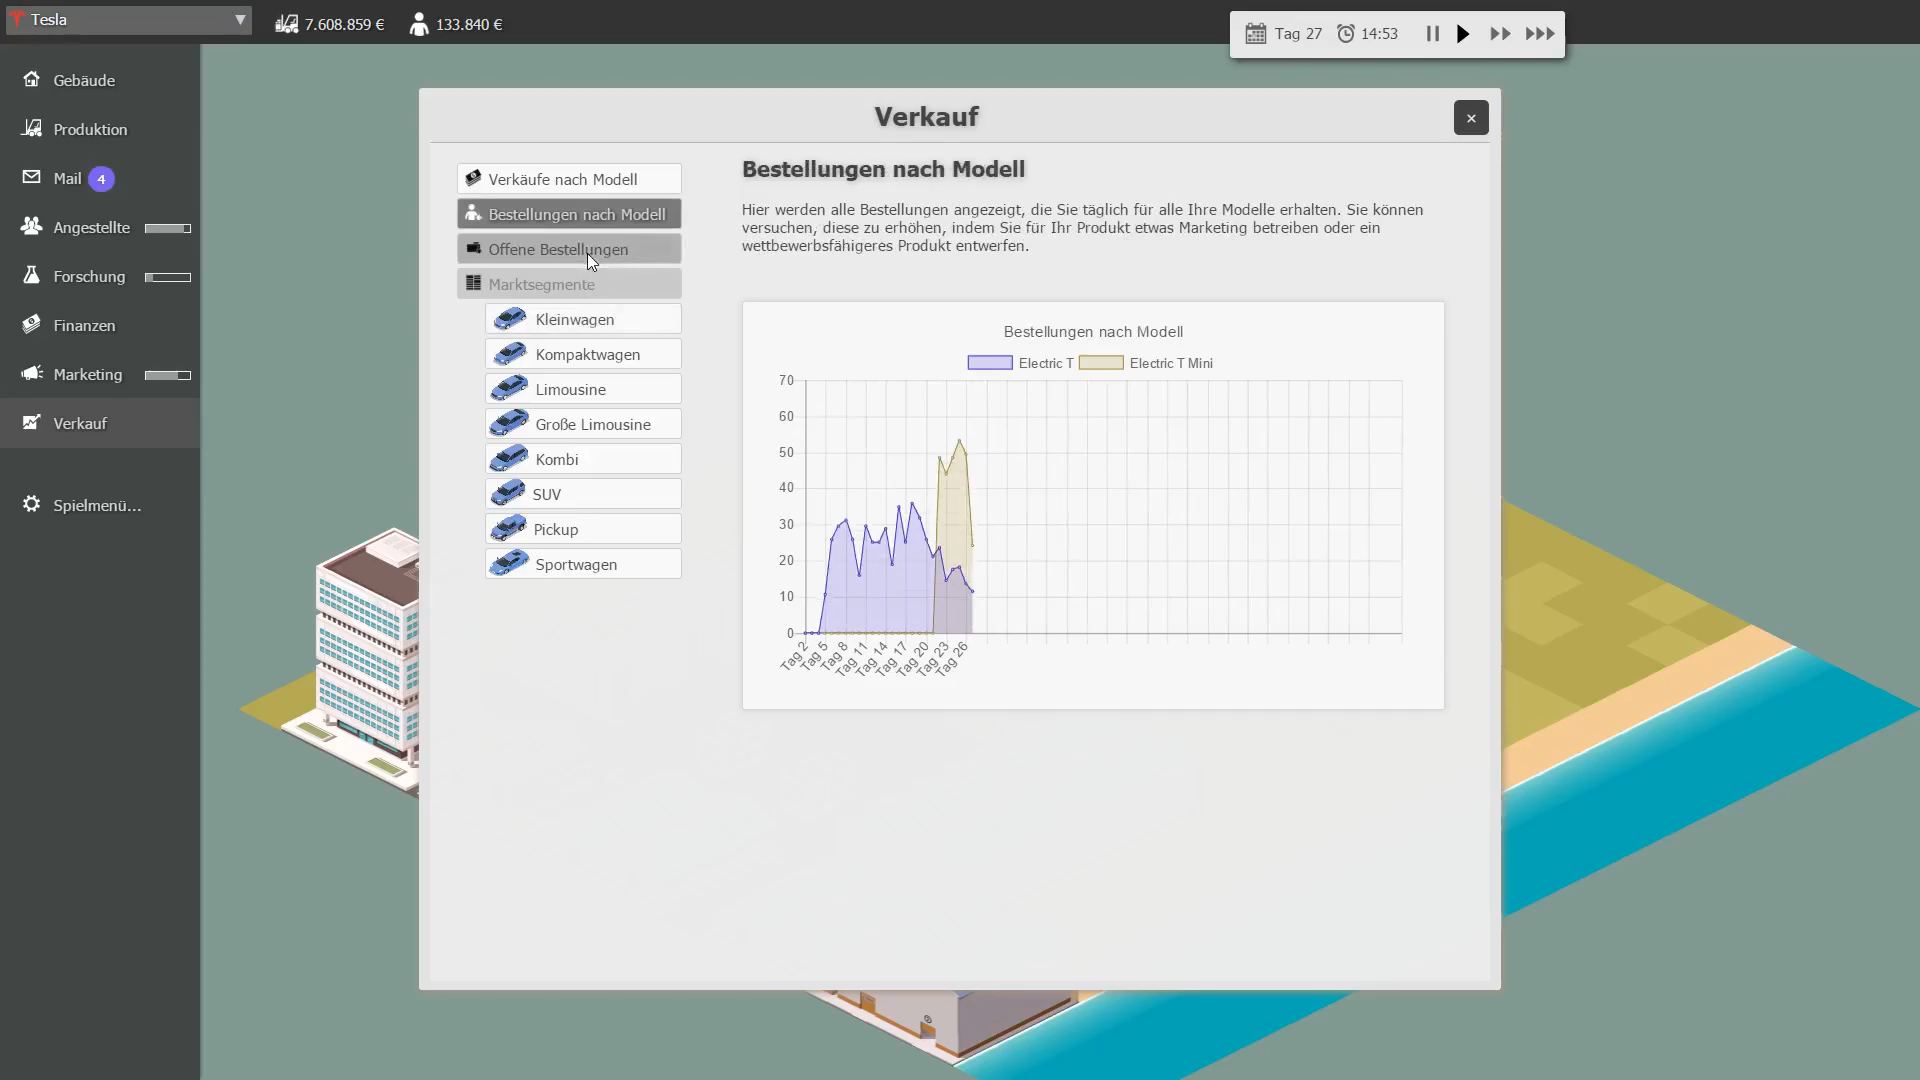 Tesla
7.608.859 €
133.840 €
Tag 27
14:53
Gebäude
Produktion
Mail 4
Angestellte
Forschung
Finanzen
Marketing
Verkauf
Spielmenü...
Verkauf
×
Verkäufe nach Modell
Bestellungen nach Modell
Offene Bestellungen
Marktsegmente
Kleinwagen
Kompaktwagen
Limousine
Große Limousine
Kombi
SUV
Pickup
Sportwagen
Bestellungen nach Modell
Hier werden alle Bestellungen angezeigt, die Sie täglich für alle Ihre Modelle erhalten. Sie können
versuchen, diese zu erhöhen, indem Sie für Ihr Produkt etwas Marketing betreiben oder ein
wettbewerbsfähigeres Produkt entwerfen.
Bestellungen nach Modell
Electric T
Electric T Mini
70
60
50
40
30
20
10
0
Tag 2
Tag 5
Tag 8
Tag 11
Tag 14
Tag 17
Tag 20
Tag 23
Tag 26